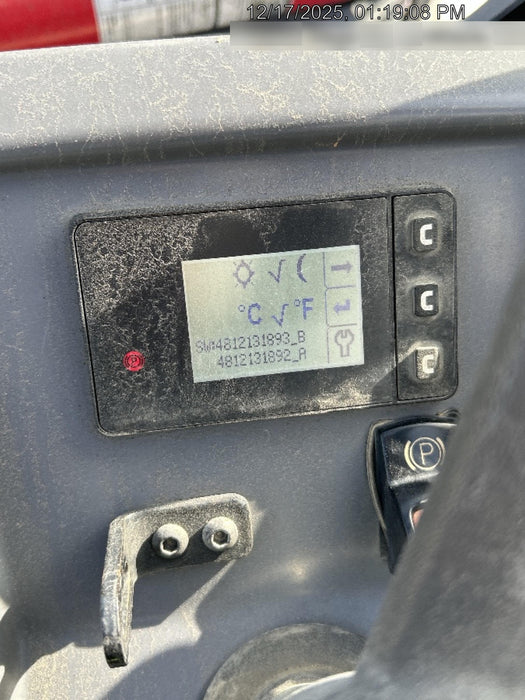 12/17/2025, 01:19:08 PM
C
°C √ °F
C
SW:4812131893_B
4812131892_A
C
P